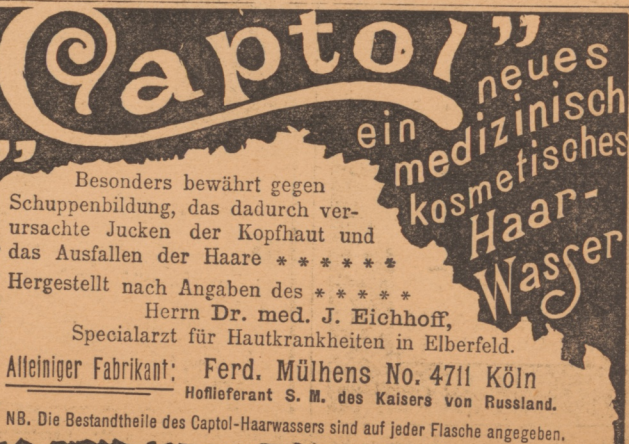 „Captol”
ein neues
medizinisch
kosmetisches
Haar-
Wasser
Besonders bewährt gegen
Schuppenbildung, das dadurch ver-
ursachte Jucken der Kopfhaut und
das Ausfallen der Haare * * * * * *
Hergestellt nach Angaben des * * * * *
Herrn Dr. med. J. Eichhoff,
Specialarzt für Hautkrankheiten in Elberfeld.
Alleiniger Fabrikant: Ferd. Mülhens No. 4711 Köln
Hoflieferant S. M. des Kaisers von Russland.
NB. Die Bestandtheile des Captol-Haarwassers sind auf jeder Flasche angegeben.